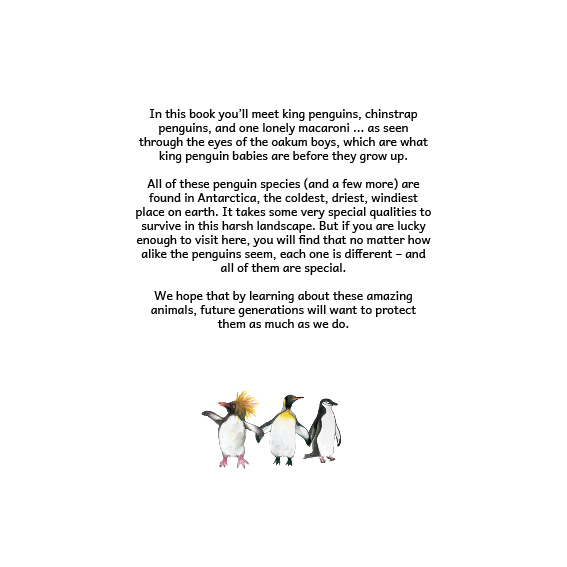 In this book you’ll meet king penguins, chinstrap
penguins, and one lonely macaroni ... as seen
through the eyes of the oakum boys, which are what
king penguin babies are before they grow up.
All of these penguin species (and a few more) are
found in Antarctica, the coldest, driest, windiest
place on earth. It takes some very special qualities to
survive in this harsh landscape. But if you are lucky
enough to visit here, you will find that no matter how
alike the penguins seem, each one is different – and
all of them are special.
We hope that by learning about these amazing
animals, future generations will want to protect
them as much as we do.